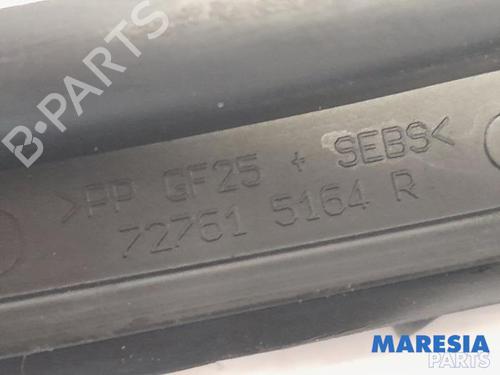 B-PARTS
>PP GF25 + SEBS<
72761 5164 R
MARESIA
PARTS